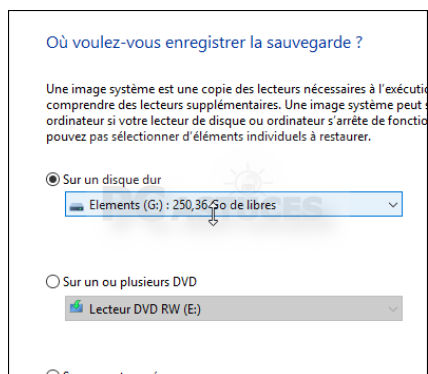 Où voulez-vous enregistrer la sauvegarde ?
Une image système est une copie des lecteurs nécessaires à l'exécutio
comprendre des lecteurs supplémentaires. Une image système peut s
ordinateur si votre lecteur de disque ou ordinateur s'arrête de fonctio
pouvez pas sélectionner d'éléments individuels à restaurer.
Sur un disque dur
Elements (G:) : 250,36 Go de libres
PC ASTUCES
Sur un ou plusieurs DVD
Lecteur DVD RW (E:)